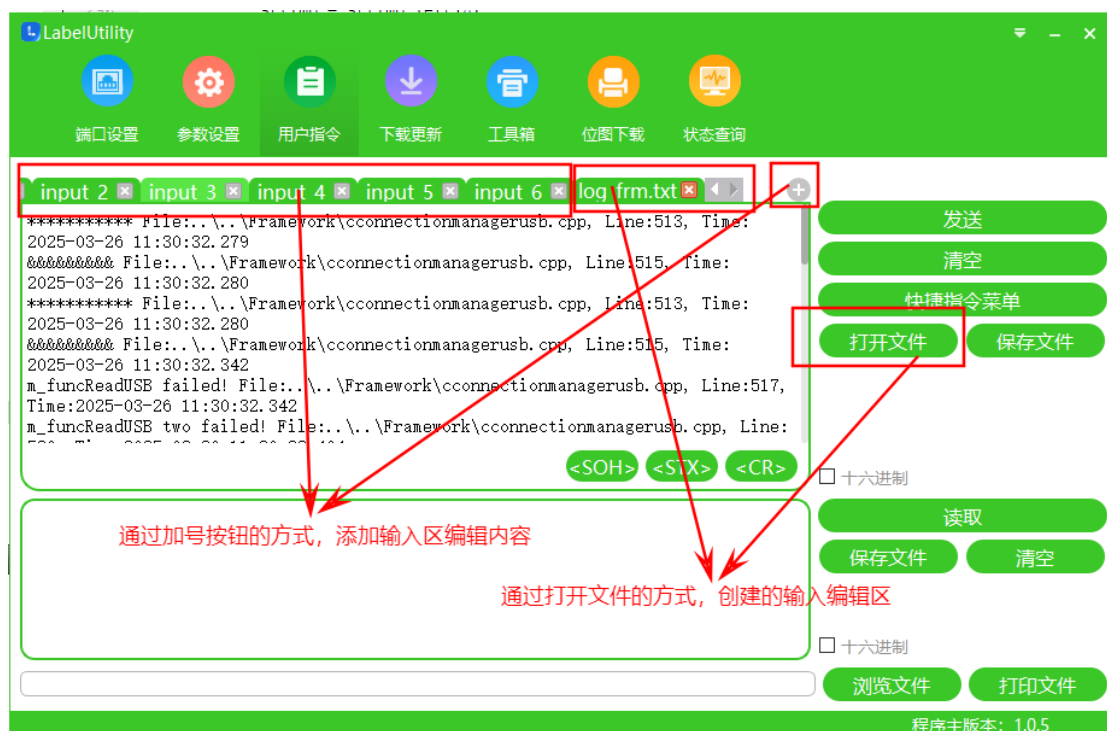 LabelUtility
端口设置 参数设置 用户指令 下载更新 工具箱 位图下载 状态查询
input 2 input 3 input 4 input 5 input 6 log_frm.txt
*********** File:..\..\Framework\cconnectionmanagerusb.cpp, Line:513, Time:
2025-03-26 11:30:32.279
&&&&&&&&& File:..\..\Framework\cconnectionmanagerusb.cpp, Line:515, Time:
2025-03-26 11:30:32.280
*********** File:..\..\Framework\cconnectionmanagerusb.cpp, Line:513, Time:
2025-03-26 11:30:32.280
&&&&&&&&& File:..\..\Framework\cconnectionmanagerusb.cpp, Line:515, Time:
2025-03-26 11:30:32.342
m_funcReadUSB failed! File:..\..\Framework\cconnectionmanagerusb.cpp, Line:517,
Time:2025-03-26 11:30:32.342
m_funcReadUSB two failed! File:..\..\Framework\cconnectionmanagerusb.cpp, Line:
<SOH> <STX> <CR>
发送
清空
快捷指令菜单
打开文件 保存文件
十六进制
通过加号按钮的方式，添加输入区编辑内容
通过打开文件的方式，创建的输入编辑区
读取
保存文件 清空
十六进制
浏览文件 打印文件
程序主版本：1.0.5